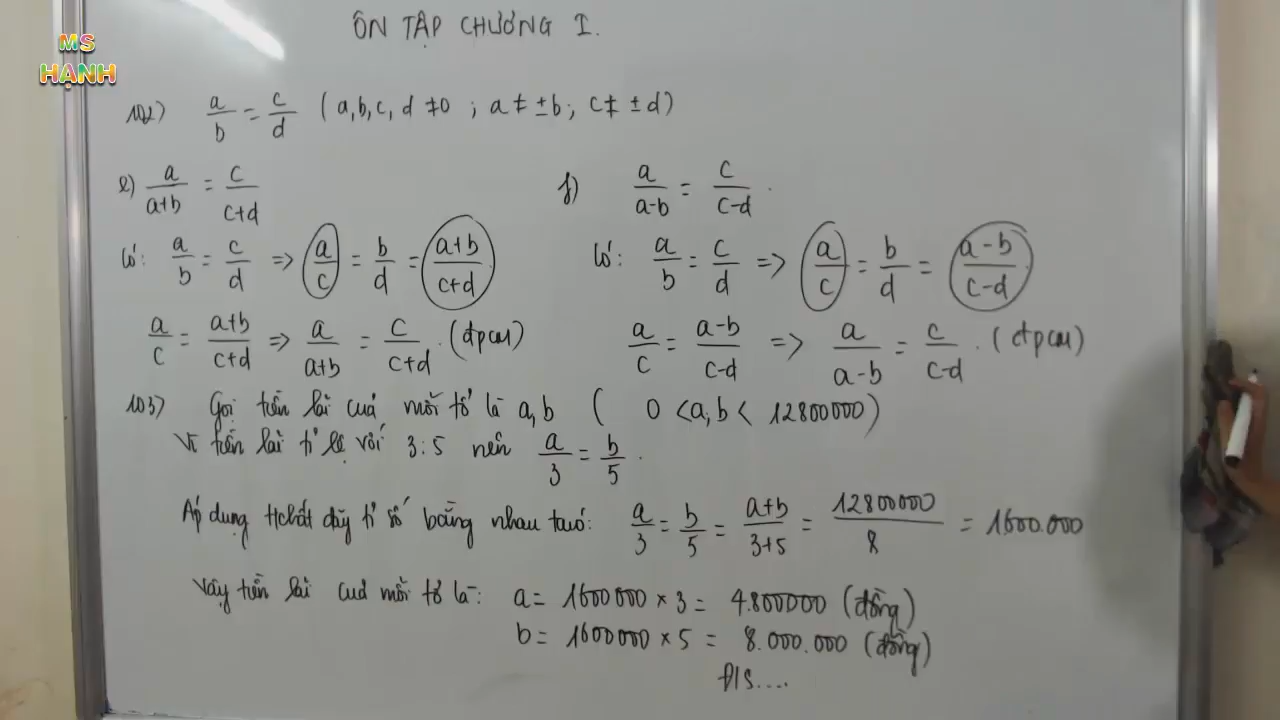 MS
HẠNH
ÔN TẬP CHƯƠNG I.
102) a/b = c/d (a,b,c,d ≠0 ; a ≠ ±b; c ≠ ±d)
e) a/(a+b) = c/(c+d)
Có: a/b = c/d => a/c = b/d = (a+b)/(c+d)
a/c = (a+b)/(c+d) => a/(a+b) = c/(c+d). (đpcm)
f) a/(a-b) = c/(c-d).
Có: a/b = c/d => a/c = b/d = (a-b)/(c-d)
a/c = (a-b)/(c-d) => a/(a-b) = c/(c-d). (đpcm)
103) Gọi tiền lãi của mỗi tổ là a,b ( 0 <a,b< 12800000)
Vì tiền lãi tỉ lệ với 3:5 nên a/3 = b/5.
Áp dụng t/chất dãy tỉ số bằng nhau ta có: a/3 = b/5 = (a+b)/(3+5) = 12800000/8 = 1600.000
Vậy tiền lãi của mỗi tổ là: a = 1600000 × 3 = 4.800000 (đồng)
b = 1600000 × 5 = 8.000.000 (đồng)
Đ/S....